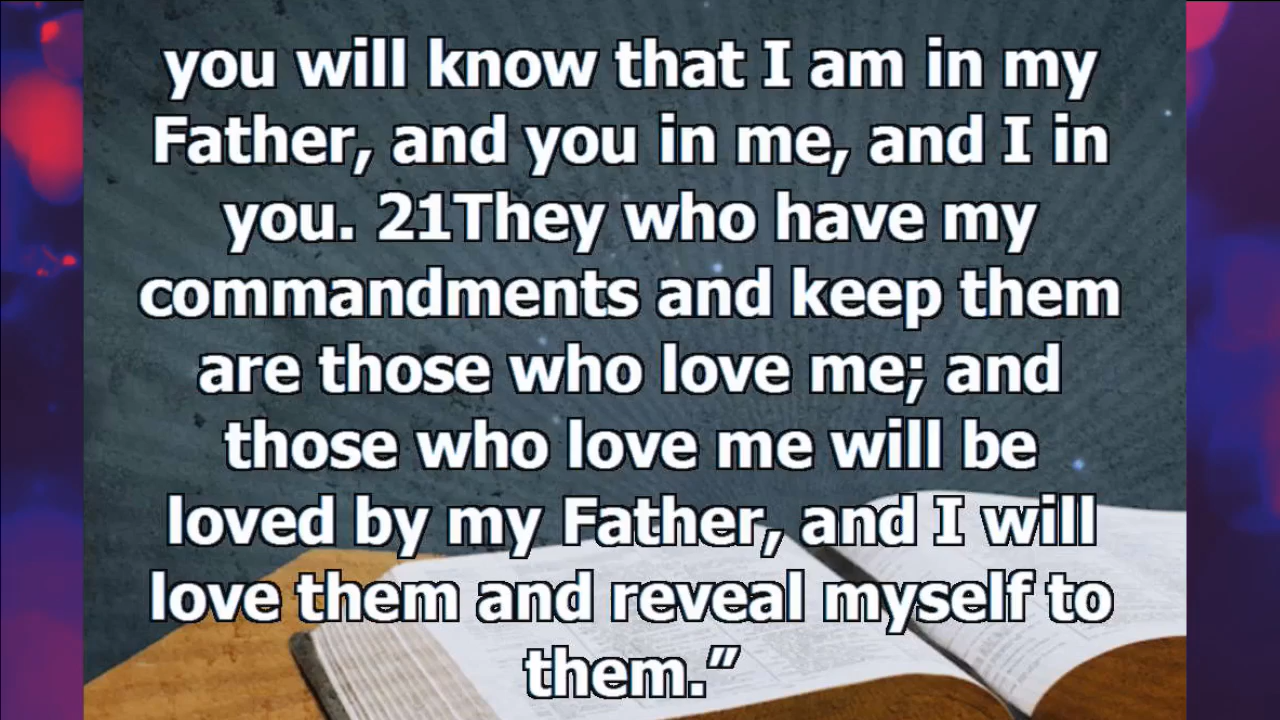 you will know that I am in my
Father, and you in me, and I in
you. 21They who have my
commandments and keep them
are those who love me; and
those who love me will be
loved by my Father, and I will
love them and reveal myself to
them.”